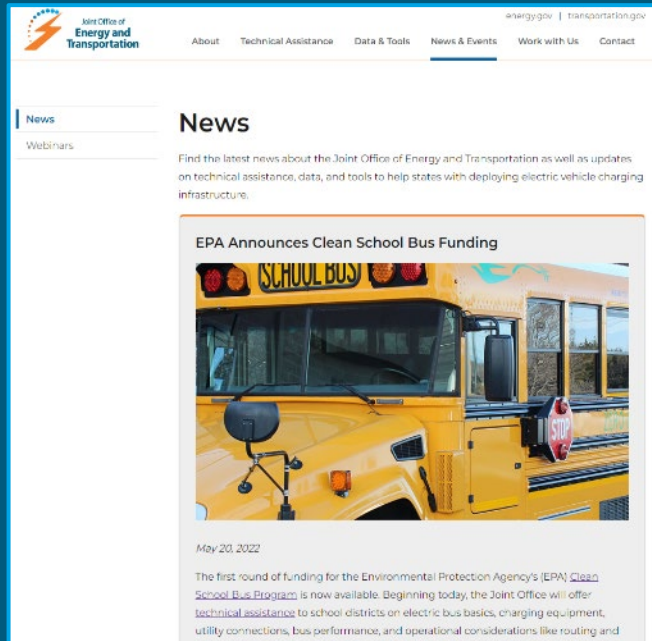 Joint Office of
Energy and
Transportation
energy.gov | transportation.gov
About Technical Assistance Data & Tools News & Events Work with Us Contact
News
Webinars
News
Find the latest news about the Joint Office of Energy and Transportation as well as updates
on technical assistance, data, and tools to help states with deploying electric vehicle charging
infrastructure.
EPA Announces Clean School Bus Funding
SCHOOL BUS
STOP
May 20, 2022
The first round of funding for the Environmental Protection Agency's (EPA) Clean
School Bus Program is now available. Beginning today, the Joint Office will offer
technical assistance to school districts on electric bus basics, charging equipment,
utility connections, bus performance, and operational considerations like routing and